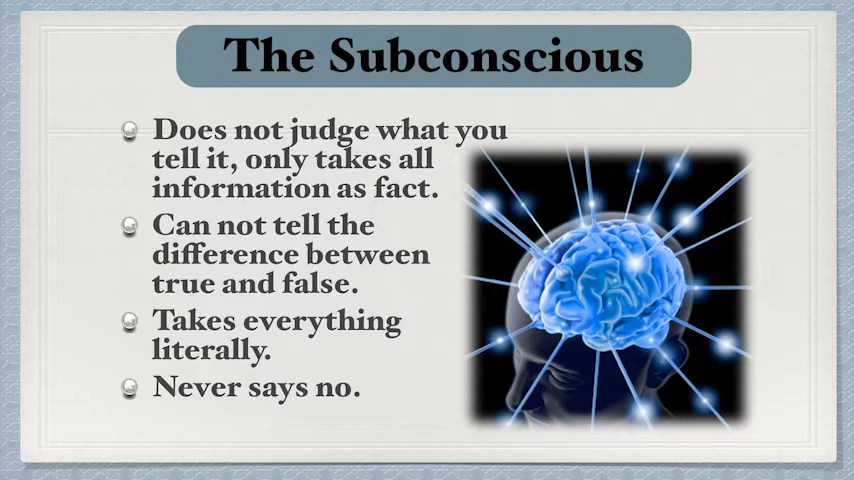 The Subconscious
Does not judge what you
tell it, only takes all
information as fact.
Can not tell the
difference between
true and false.
Takes everything
literally.
Never says no.